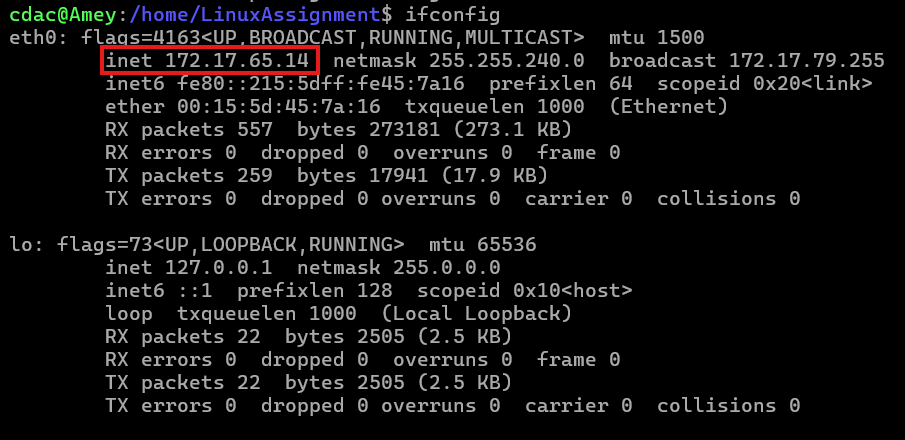 cdac@Amey:/home/LinuxAssignment$ ifconfig
eth0: flags=4163<UP,BROADCAST,RUNNING,MULTICAST>  mtu 1500
        inet 172.17.65.14  netmask 255.255.240.0  broadcast 172.17.79.255
        inet6 fe80::215:5dff:fe45:7a16  prefixlen 64  scopeid 0x20<link>
        ether 00:15:5d:45:7a:16  txqueuelen 1000  (Ethernet)
        RX packets 557  bytes 273181 (273.1 KB)
        RX errors 0  dropped 0  overruns 0  frame 0
        TX packets 259  bytes 17941 (17.9 KB)
        TX errors 0  dropped 0 overruns 0  carrier 0  collisions 0

lo: flags=73<UP,LOOPBACK,RUNNING>  mtu 65536
        inet 127.0.0.1  netmask 255.0.0.0
        inet6 ::1  prefixlen 128  scopeid 0x10<host>
        loop  txqueuelen 1000  (Local Loopback)
        RX packets 22  bytes 2505 (2.5 KB)
        RX errors 0  dropped 0  overruns 0  frame 0
        TX packets 22  bytes 2505 (2.5 KB)
        TX errors 0  dropped 0 overruns 0  carrier 0  collisions 0